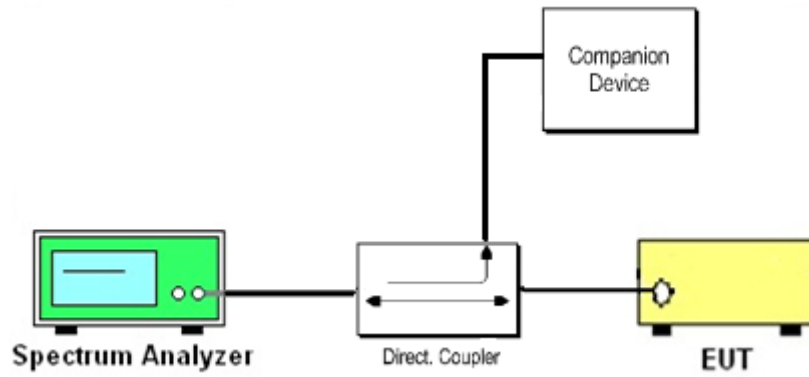 Companion
Device
Spectrum Analyzer
Direct. Coupler
EUT